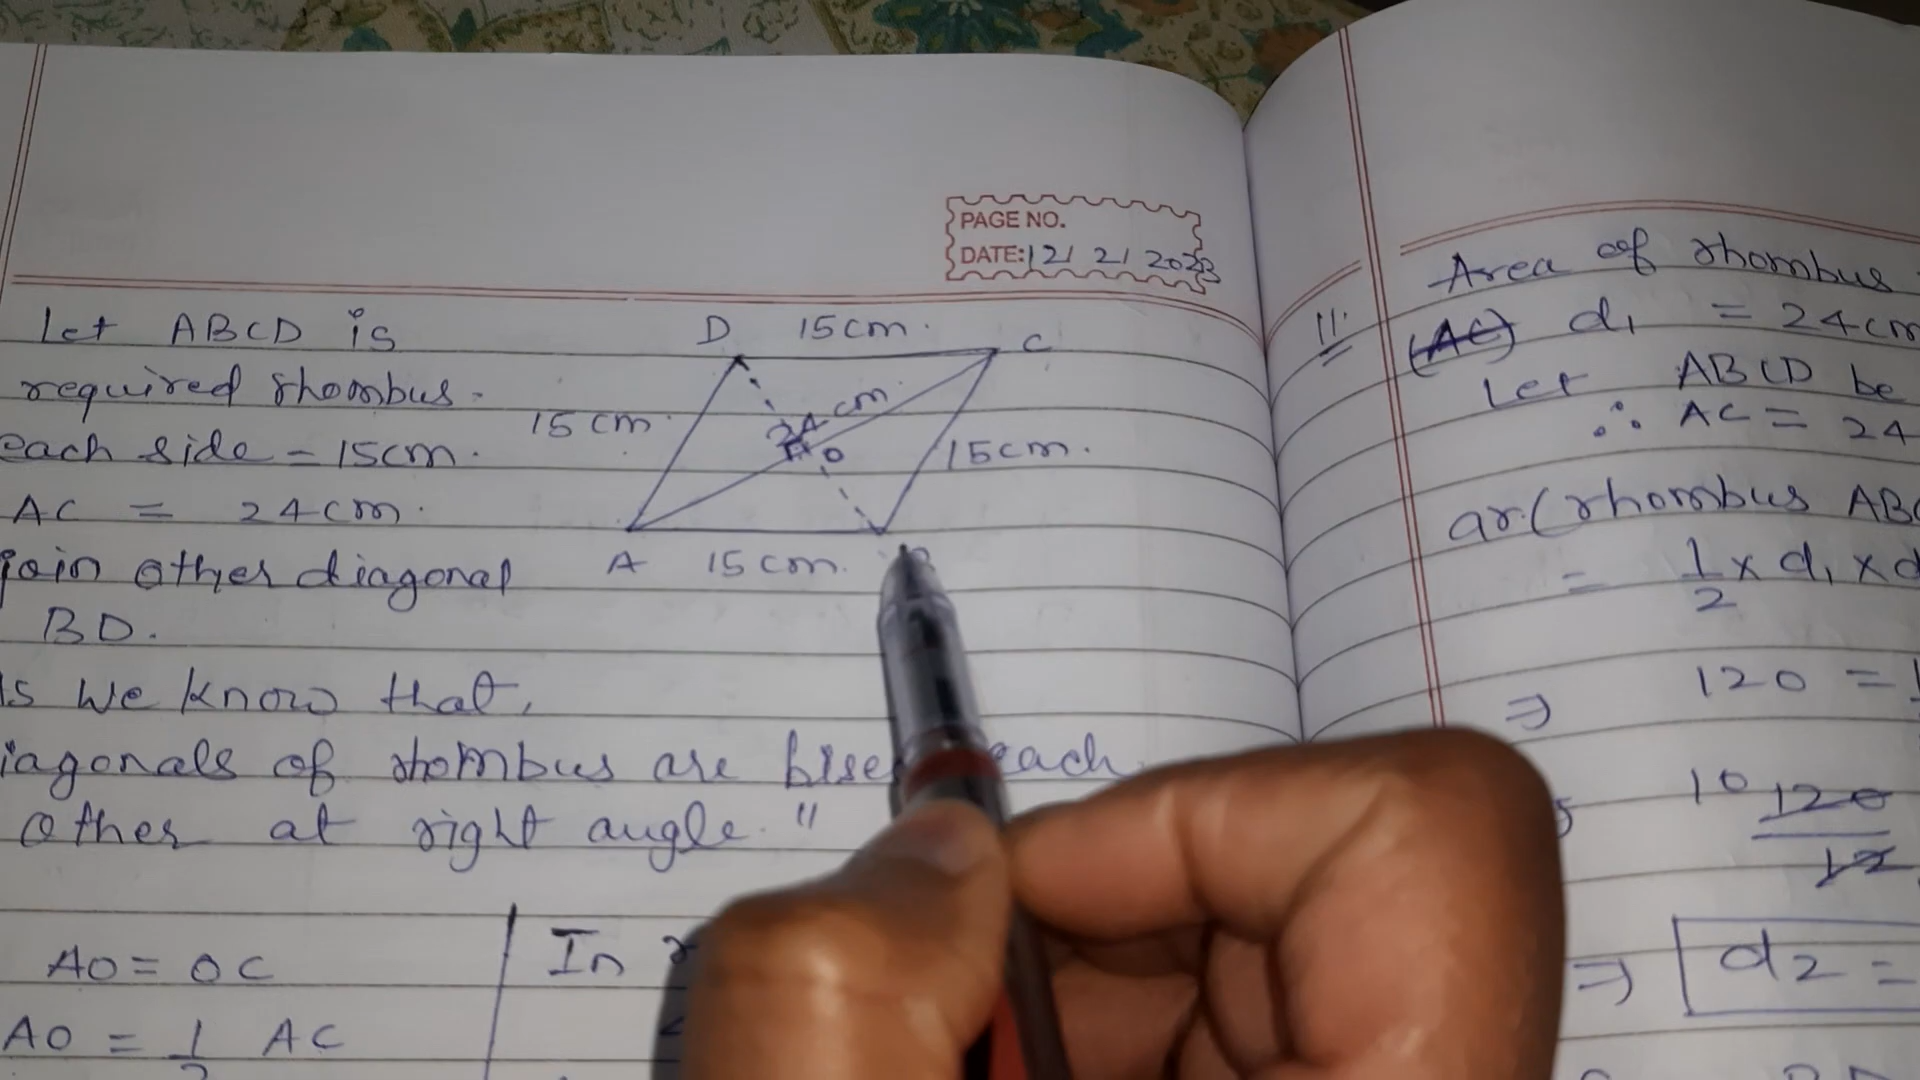 PAGE NO.
DATE: 12/ 2/ 2023
Let ABCD is
required rhombus.
each side = 15cm.
AC = 24cm.
join other diagonal
BD.
we know that,
diagonals of rhombus are each
other at right angle."
AO = OC
AO = 1 AC
In
D 15cm. C
15cm.
24 cm
O
15cm.
A 15cm.
11.
Area of rhombus
(AC) d1 = 24cm
Let ABCD be
∴ AC = 24
ar.(rhombus ABC
= 1/2 x d1 x d
⇒ 120 =
10 120
12
⇒ d2 =